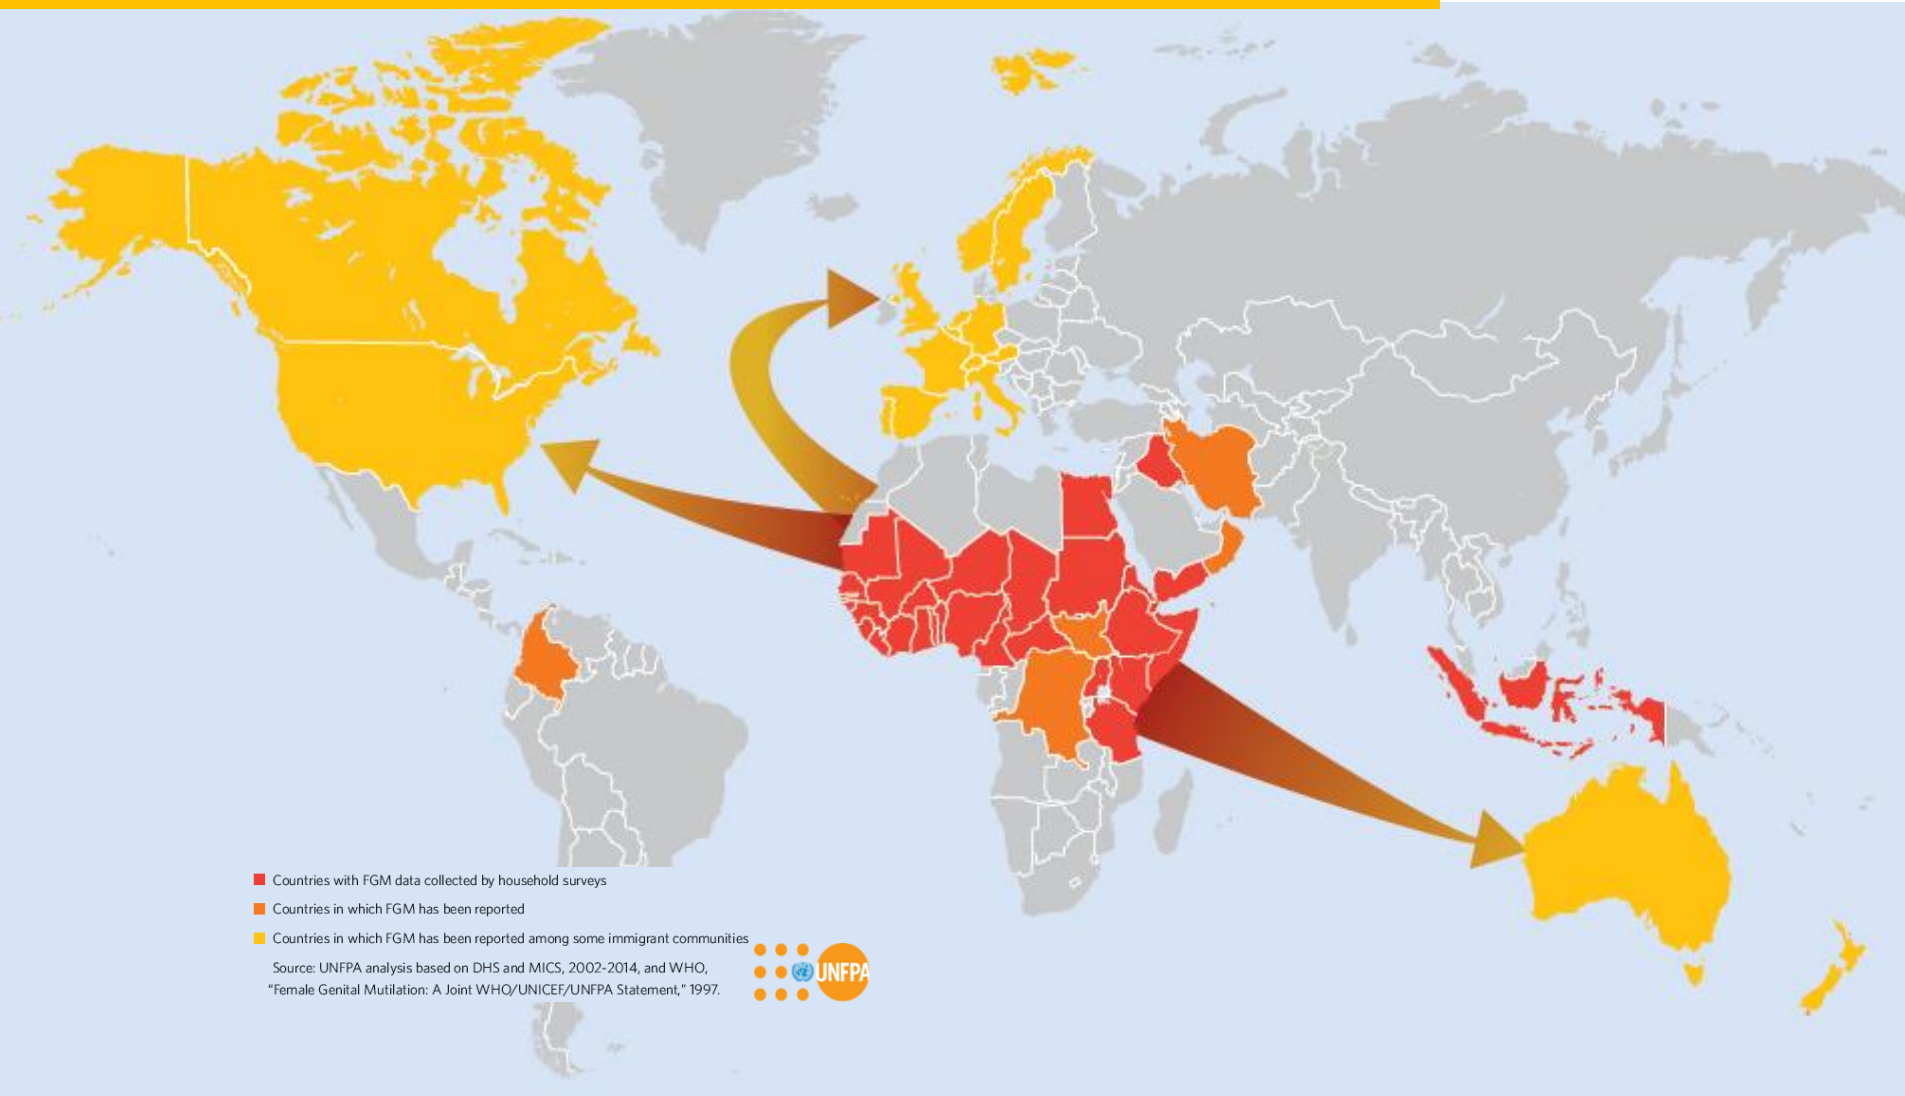 Countries with FGM data collected by household surveys
Countries in which FGM has been reported
Countries in which FGM has been reported among some immigrant communities
Source: UNFPA analysis based on DHS and MICS, 2002-2014, and WHO,
“Female Genital Mutilation: A Joint WHO/UNICEF/UNFPA Statement,” 1997.
UNFPA